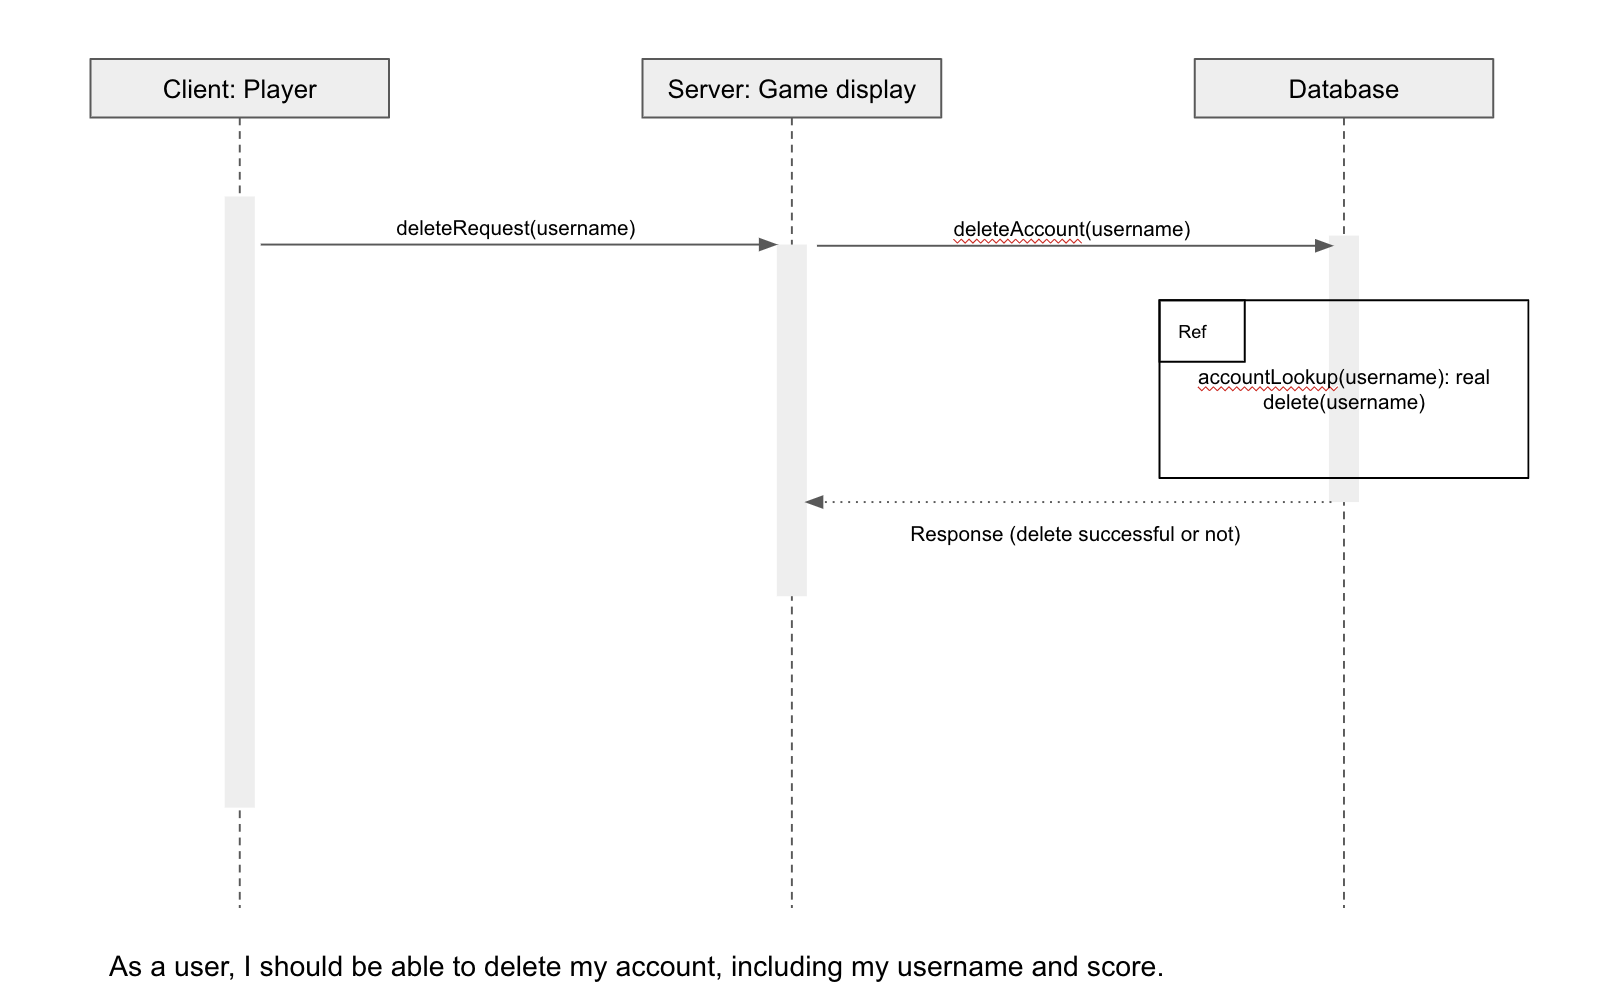 Client: Player
Server: Game display
Database
deleteRequest(username)
deleteAccount(username)
Ref
accountLookup(username): real
delete(username)
Response (delete successful or not)
As a user, I should be able to delete my account, including my username and score.